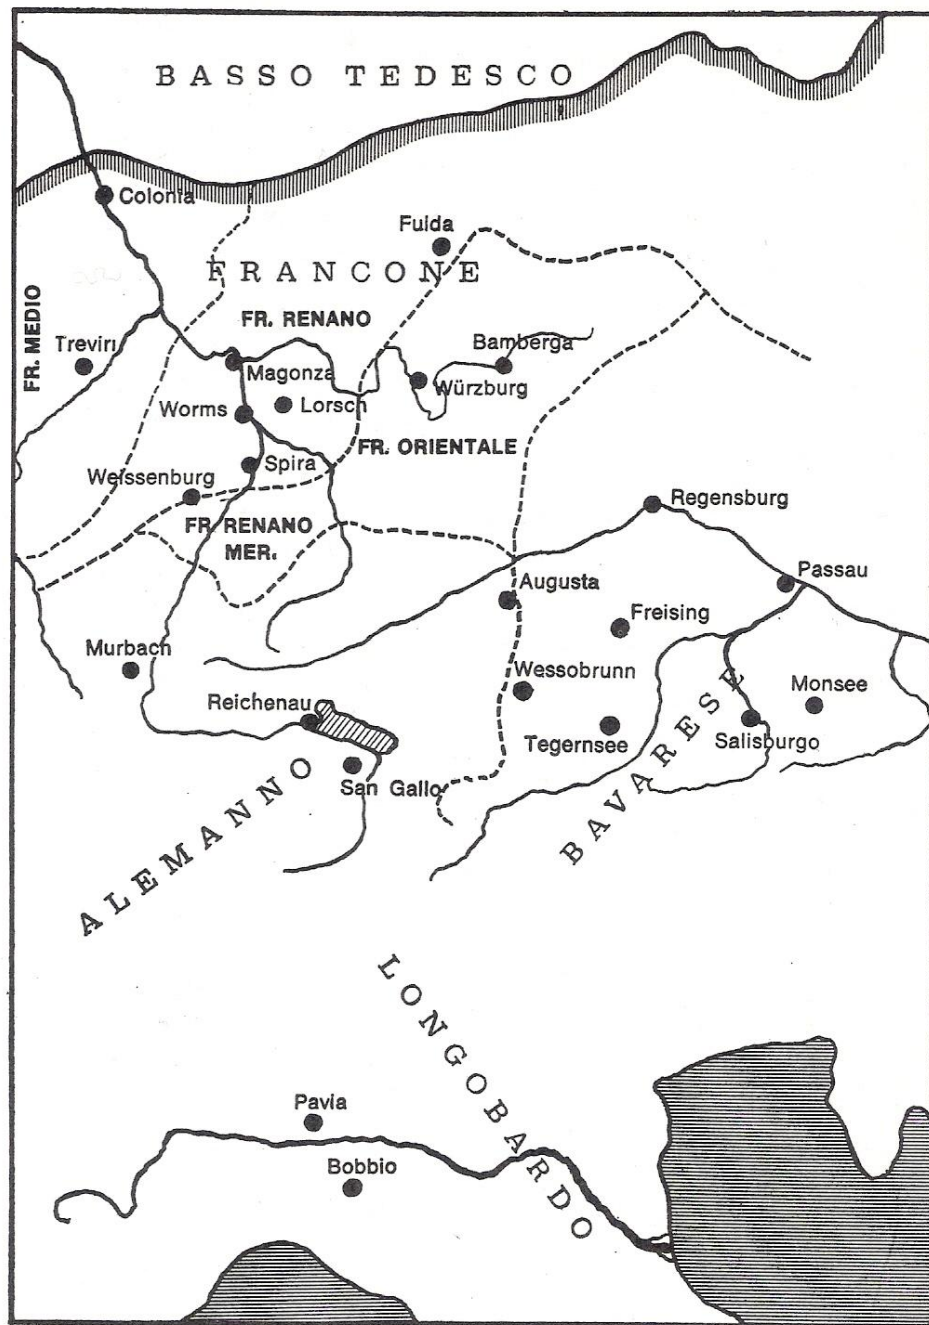 BASSO TEDESCO
Colonia
Fulda
FRANCONE
FR. MEDIO
FR. RENANO
Treviri
Bamberga
Magonza
Würzburg
Worms
Lorsch
FR. ORIENTALE
Spira
Weissenburg
Regensburg
FR. RENANO
MER.
Passau
Augusta
Freising
Murbach
Wessobrunn
Monsee
Reichenau
Tegernsee
Salisburgo
San Gallo
ALEMANNO
BAVARESE
LONGOBARDO
Pavia
Bobbio